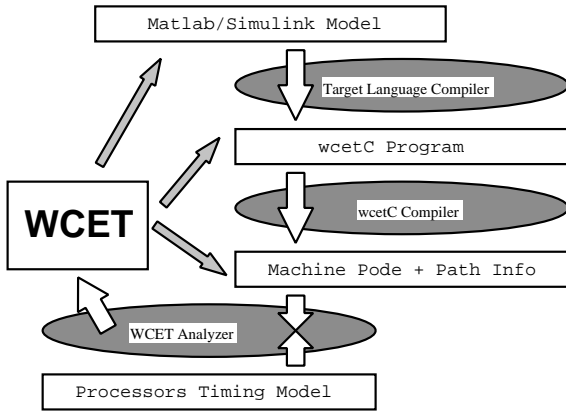 Matlab/Simulink Model
Target Language Compiler
wcetC Program
WCET
wcetC Compiler
Machine Pode + Path Info
WCET Analyzer
Processors Timing Model